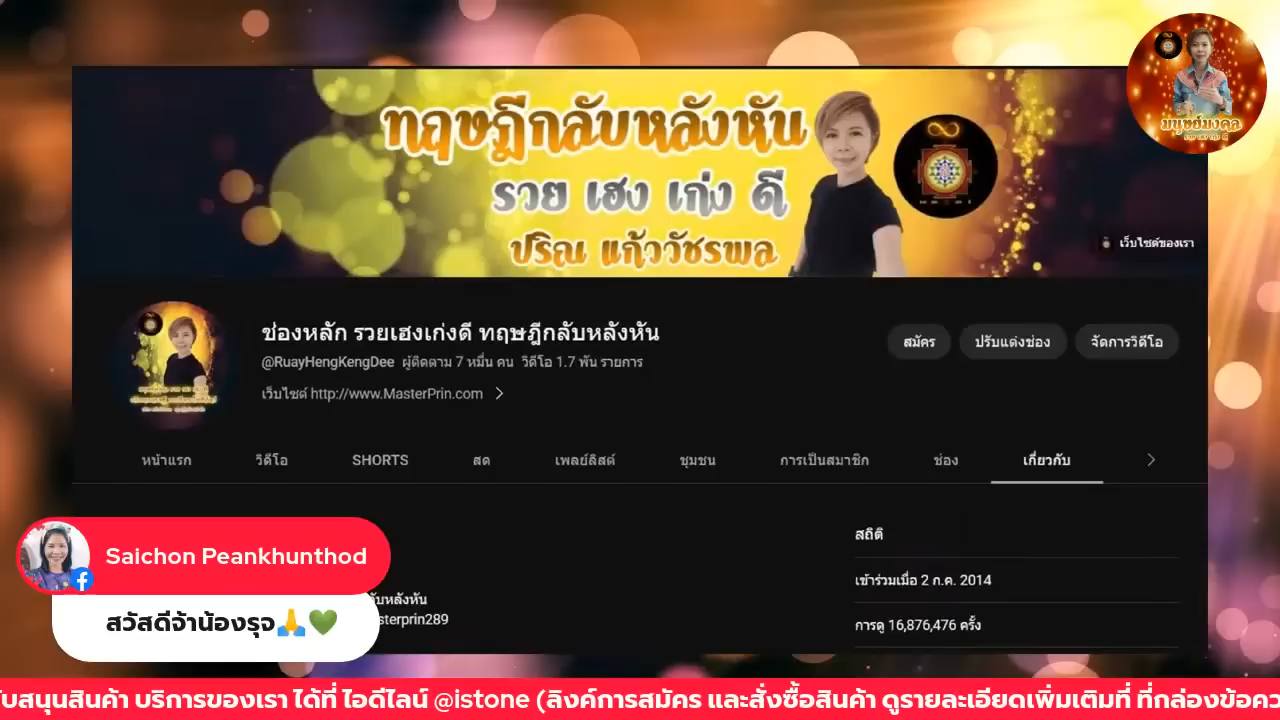 ทฤษฎีกลับหลังหัน
รวย เฮง เก่ง ดี
ปริณ แก้ววัชรพล
มนุษย์มงคล
เว็บไซต์ของเรา
ช่องหลัก รวยเฮงเก่งดี ทฤษฎีกลับหลังหัน
@RuayHengKengDee ผู้ติดตาม 7 หมื่น คน วิดีโอ 1.7 พัน รายการ
เว็บไซต์ http://www.MasterPrin.com
สมัคร ปรับแต่งช่อง จัดการวิดีโอ
หน้าแรก วิดีโอ SHORTS สด เพลย์ลิสต์ ชุมชน การเป็นสมาชิก ช่อง เกี่ยวกับ
สถิติ
เข้าร่วมเมื่อ 2 ก.ค. 2014
การดู 16,876,476 ครั้ง
Saichon Peankhunthod
สวัสดีจ้าน้องรุจ🙏💚
ับหลังหัน
sterprin289
ับสนุนสินค้า บริการของเรา ได้ที่ ไอดีไลน์ @istone (ลิงค์การสมัคร และสั่งซื้อสินค้า ดูรายละเอียดเพิ่มเติมที่ ที่กล่องข้อคว